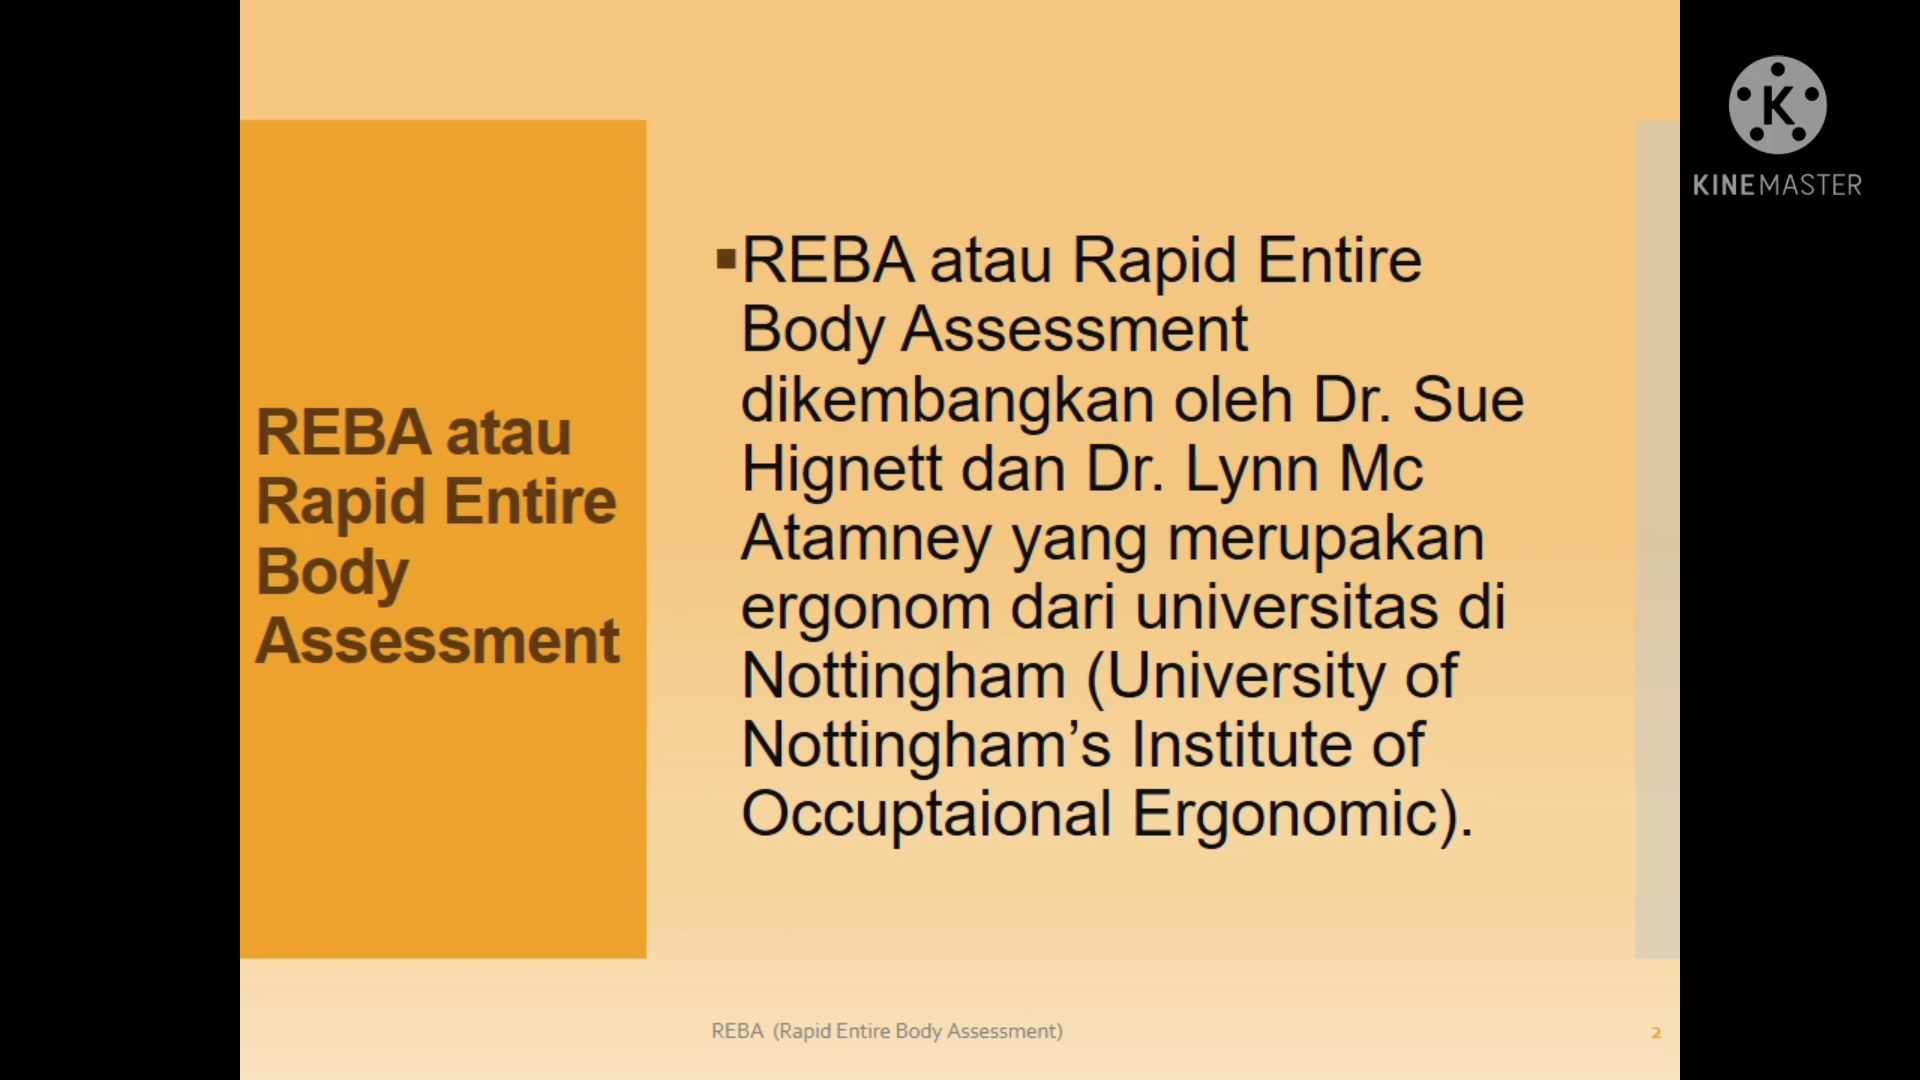 REBA atau
Rapid Entire
Body
Assessment
▪REBA atau Rapid Entire
Body Assessment
dikembangkan oleh Dr. Sue
Hignett dan Dr. Lynn Mc
Atamney yang merupakan
ergonom dari universitas di
Nottingham (University of
Nottingham’s Institute of
Occuptaional Ergonomic).
REBA (Rapid Entire Body Assessment)
2
K
KINEMASTER